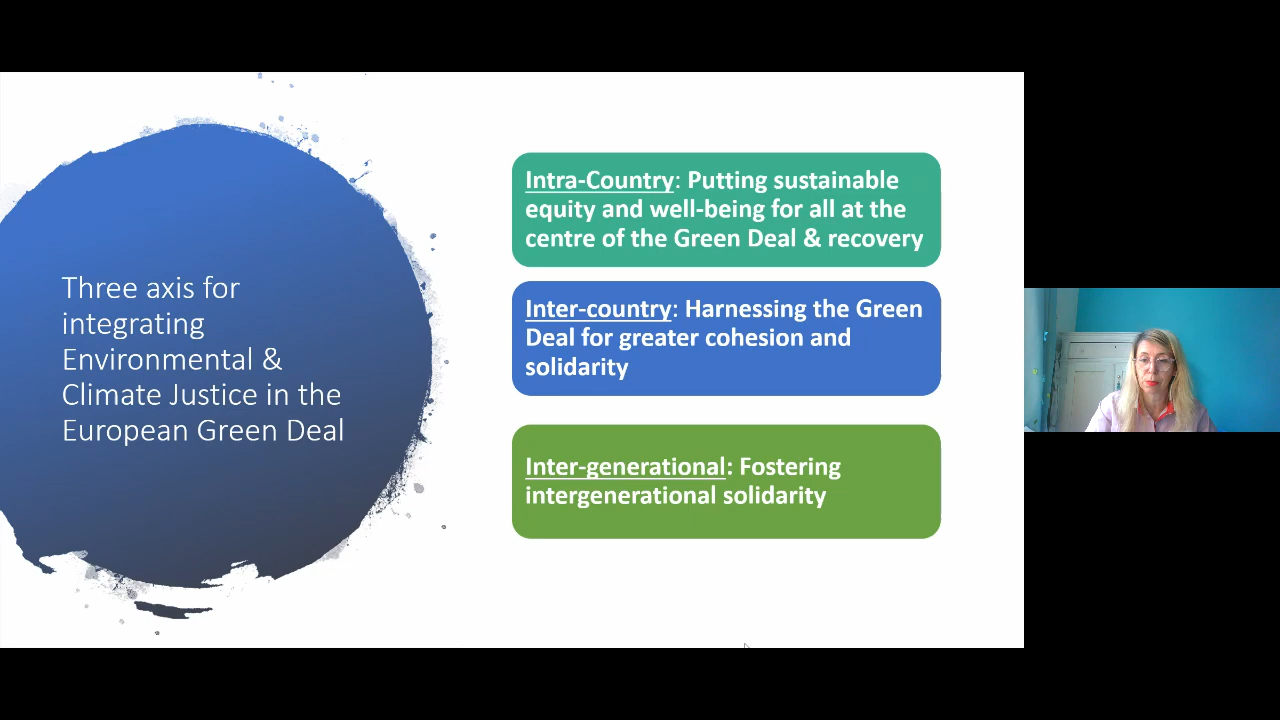 Three axis for
integrating
Environmental &
Climate Justice in the
European Green Deal
Intra-Country: Putting sustainable
equity and well-being for all at the
centre of the Green Deal & recovery
Inter-country: Harnessing the Green
Deal for greater cohesion and
solidarity
Inter-generational: Fostering
intergenerational solidarity